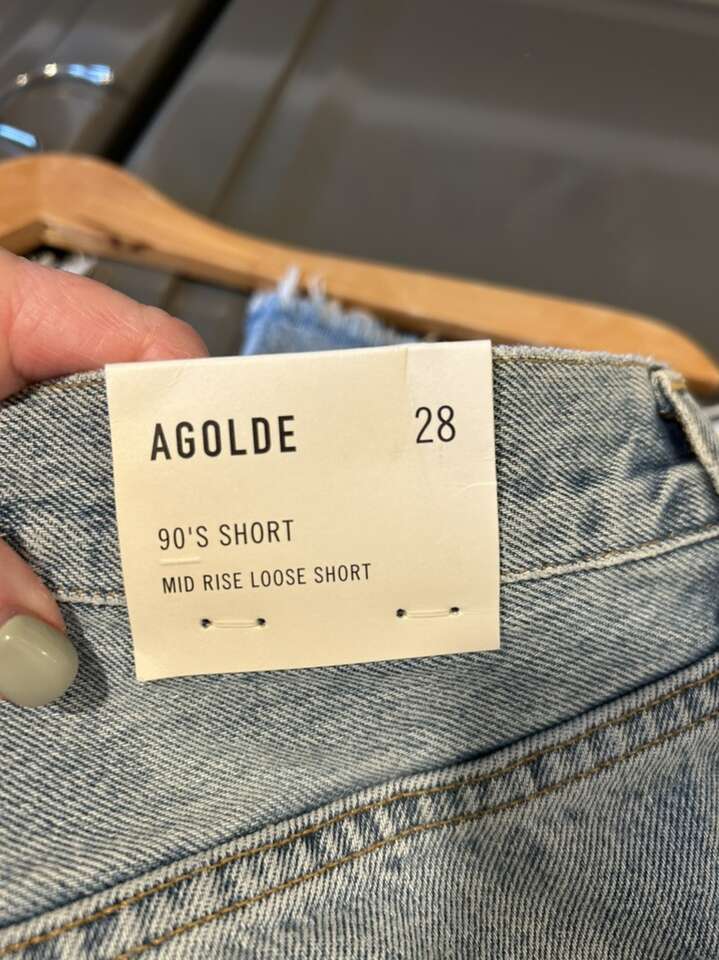 AGOLDE 28
90'S SHORT
MID RISE LOOSE SHORT